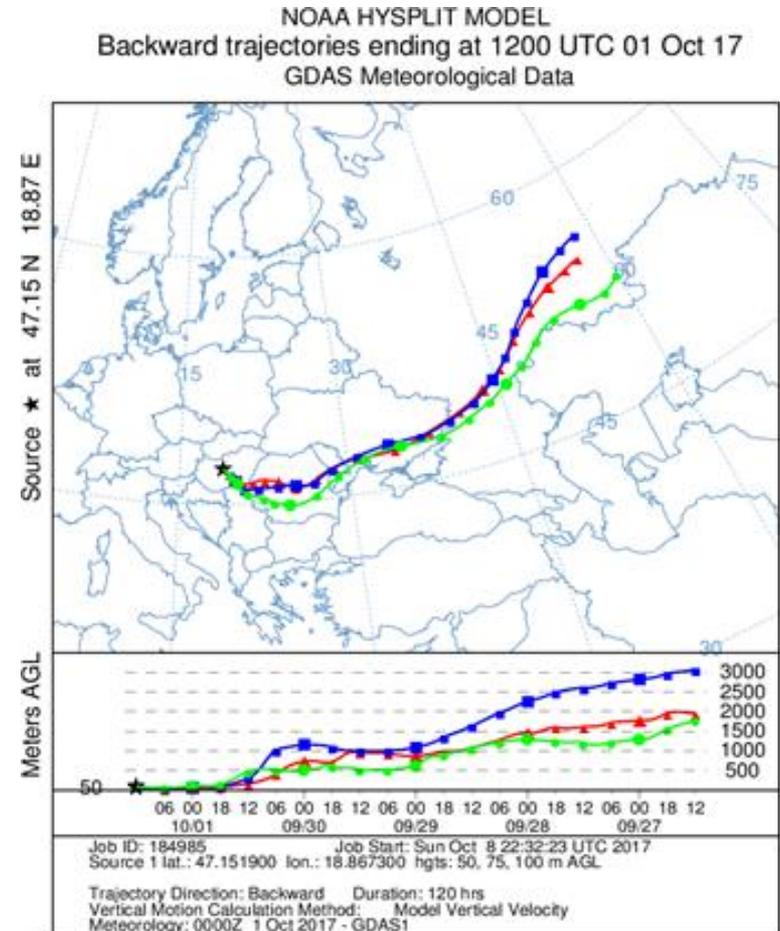 NOAA HYSPLIT MODEL
Backward trajectories ending at 1200 UTC 01 Oct 17
GDAS Meteorological Data
Source ★ at 47.15 N 18.87 E
75
60
60
45
15
30
45
30
Meters AGL
3000
2500
2000
1500
1000
500
50
06 00 18 12 06 00 18 12 06 00 18 12 06 00 18 12 06 00 18 12
10/01 09/30 09/29 09/28 09/27
Job ID: 184985 Job Start: Sun Oct 8 22:32:23 UTC 2017
Source 1 lat.: 47.151900 lon.: 18.867300 hgts: 50, 75, 100 m AGL
Trajectory Direction: Backward Duration: 120 hrs
Vertical Motion Calculation Method: Model Vertical Velocity
Meteorology: 0000Z 1 Oct 2017 - GDAS1